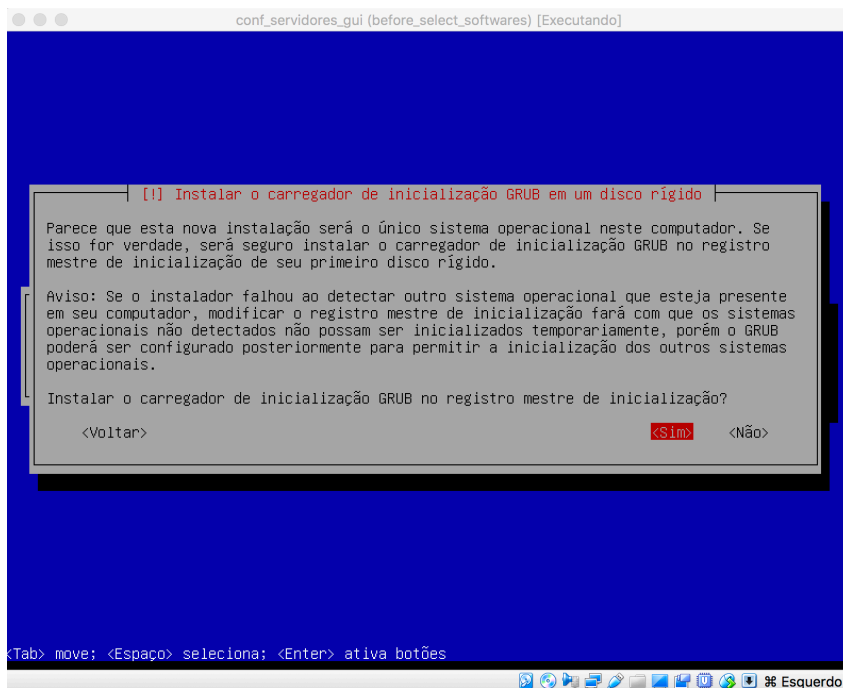 conf_servidores_gui (before_select_softwares) [Executando]
[!] Instalar o carregador de inicialização GRUB em um disco rígido
Parece que esta nova instalação será o único sistema operacional neste computador. Se
isso for verdade, será seguro instalar o carregador de inicialização GRUB no registro
mestre de inicialização de seu primeiro disco rígido.
Aviso: Se o instalador falhou ao detectar outro sistema operacional que esteja presente
em seu computador, modificar o registro mestre de inicialização fará com que os sistemas
operacionais não detectados não possam ser inicializados temporariamente, porém o GRUB
poderá ser configurado posteriormente para permitir a inicialização dos outros sistemas
operacionais.
Instalar o carregador de inicialização GRUB no registro mestre de inicialização?
<Voltar> <Sim> <Não>
<Tab> move; <Espaço> seleciona; <Enter> ativa botões
⌘ Esquerdo